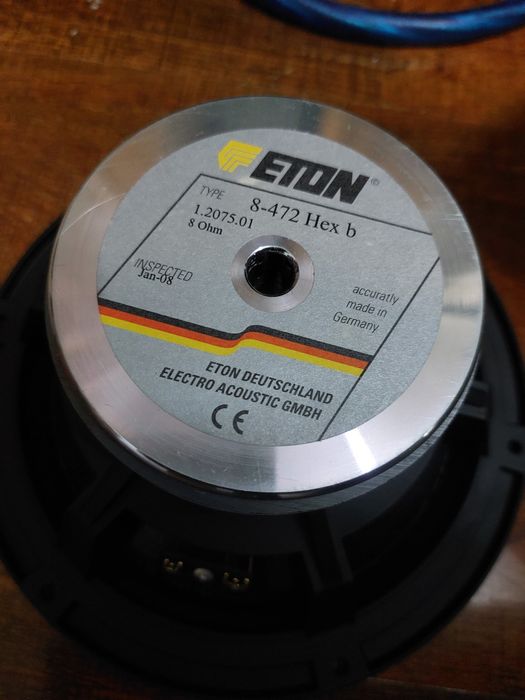 ETON®
TYPE 8-472 Hex b
1.2075.01
8 Ohm
INSPECTED
Jan-08
accuratly
made in
Germany
ETON DEUTSCHLAND
ELECTRO ACOUSTIC GMBH
CE